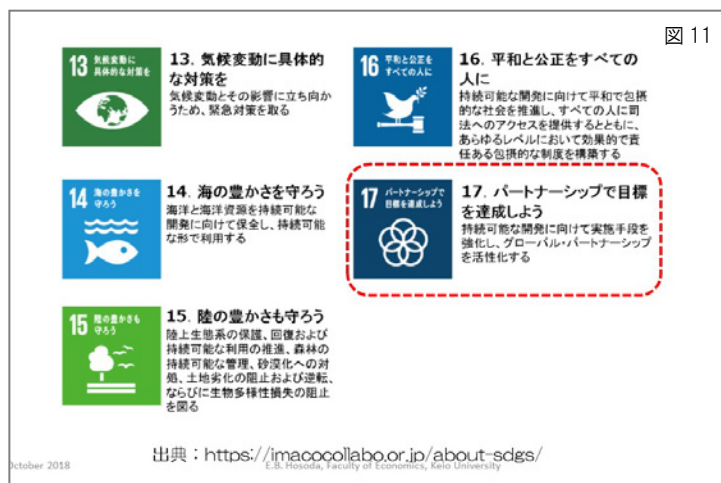 図 11
13 気候変動に
具体的な対策を
13. 気候変動に具体的
な対策を
気候変動とその影響に立ち向か
うため、緊急対策を取る
14 海の豊かさを
守ろう
14. 海の豊かさを守ろう
海洋と海洋資源を持続可能な
開発に向けて保全し、持続可能
な形で利用する
15 陸の豊かさも
守ろう
15. 陸の豊かさも守ろう
陸上生態系の保護、回復および
持続可能な利用の推進、森林の
持続可能な管理、砂漠化への対
処、土地劣化の阻止および逆転、
ならびに生物多様性損失の阻止
を図る
16 平和と公正を
すべての人に
16. 平和と公正をすべての
人に
持続可能な開発に向けて平和で包摂
的な社会を推進し、すべての人に司
法へのアクセスを提供するとともに、
あらゆるレベルにおいて効果的で責
任ある包摂的な制度を構築する
17 パートナーシップで
目標を達成しよう
17. パートナーシップで目標
を達成しよう
持続可能な開発に向けて実施手段を
強化し、グローバル・パートナーシップ
を活性化する
出典：https://imacocollabo.or.jp/about-sdgs/
October 2018
E.B. Hosoda, Faculty of Economics, Keio University